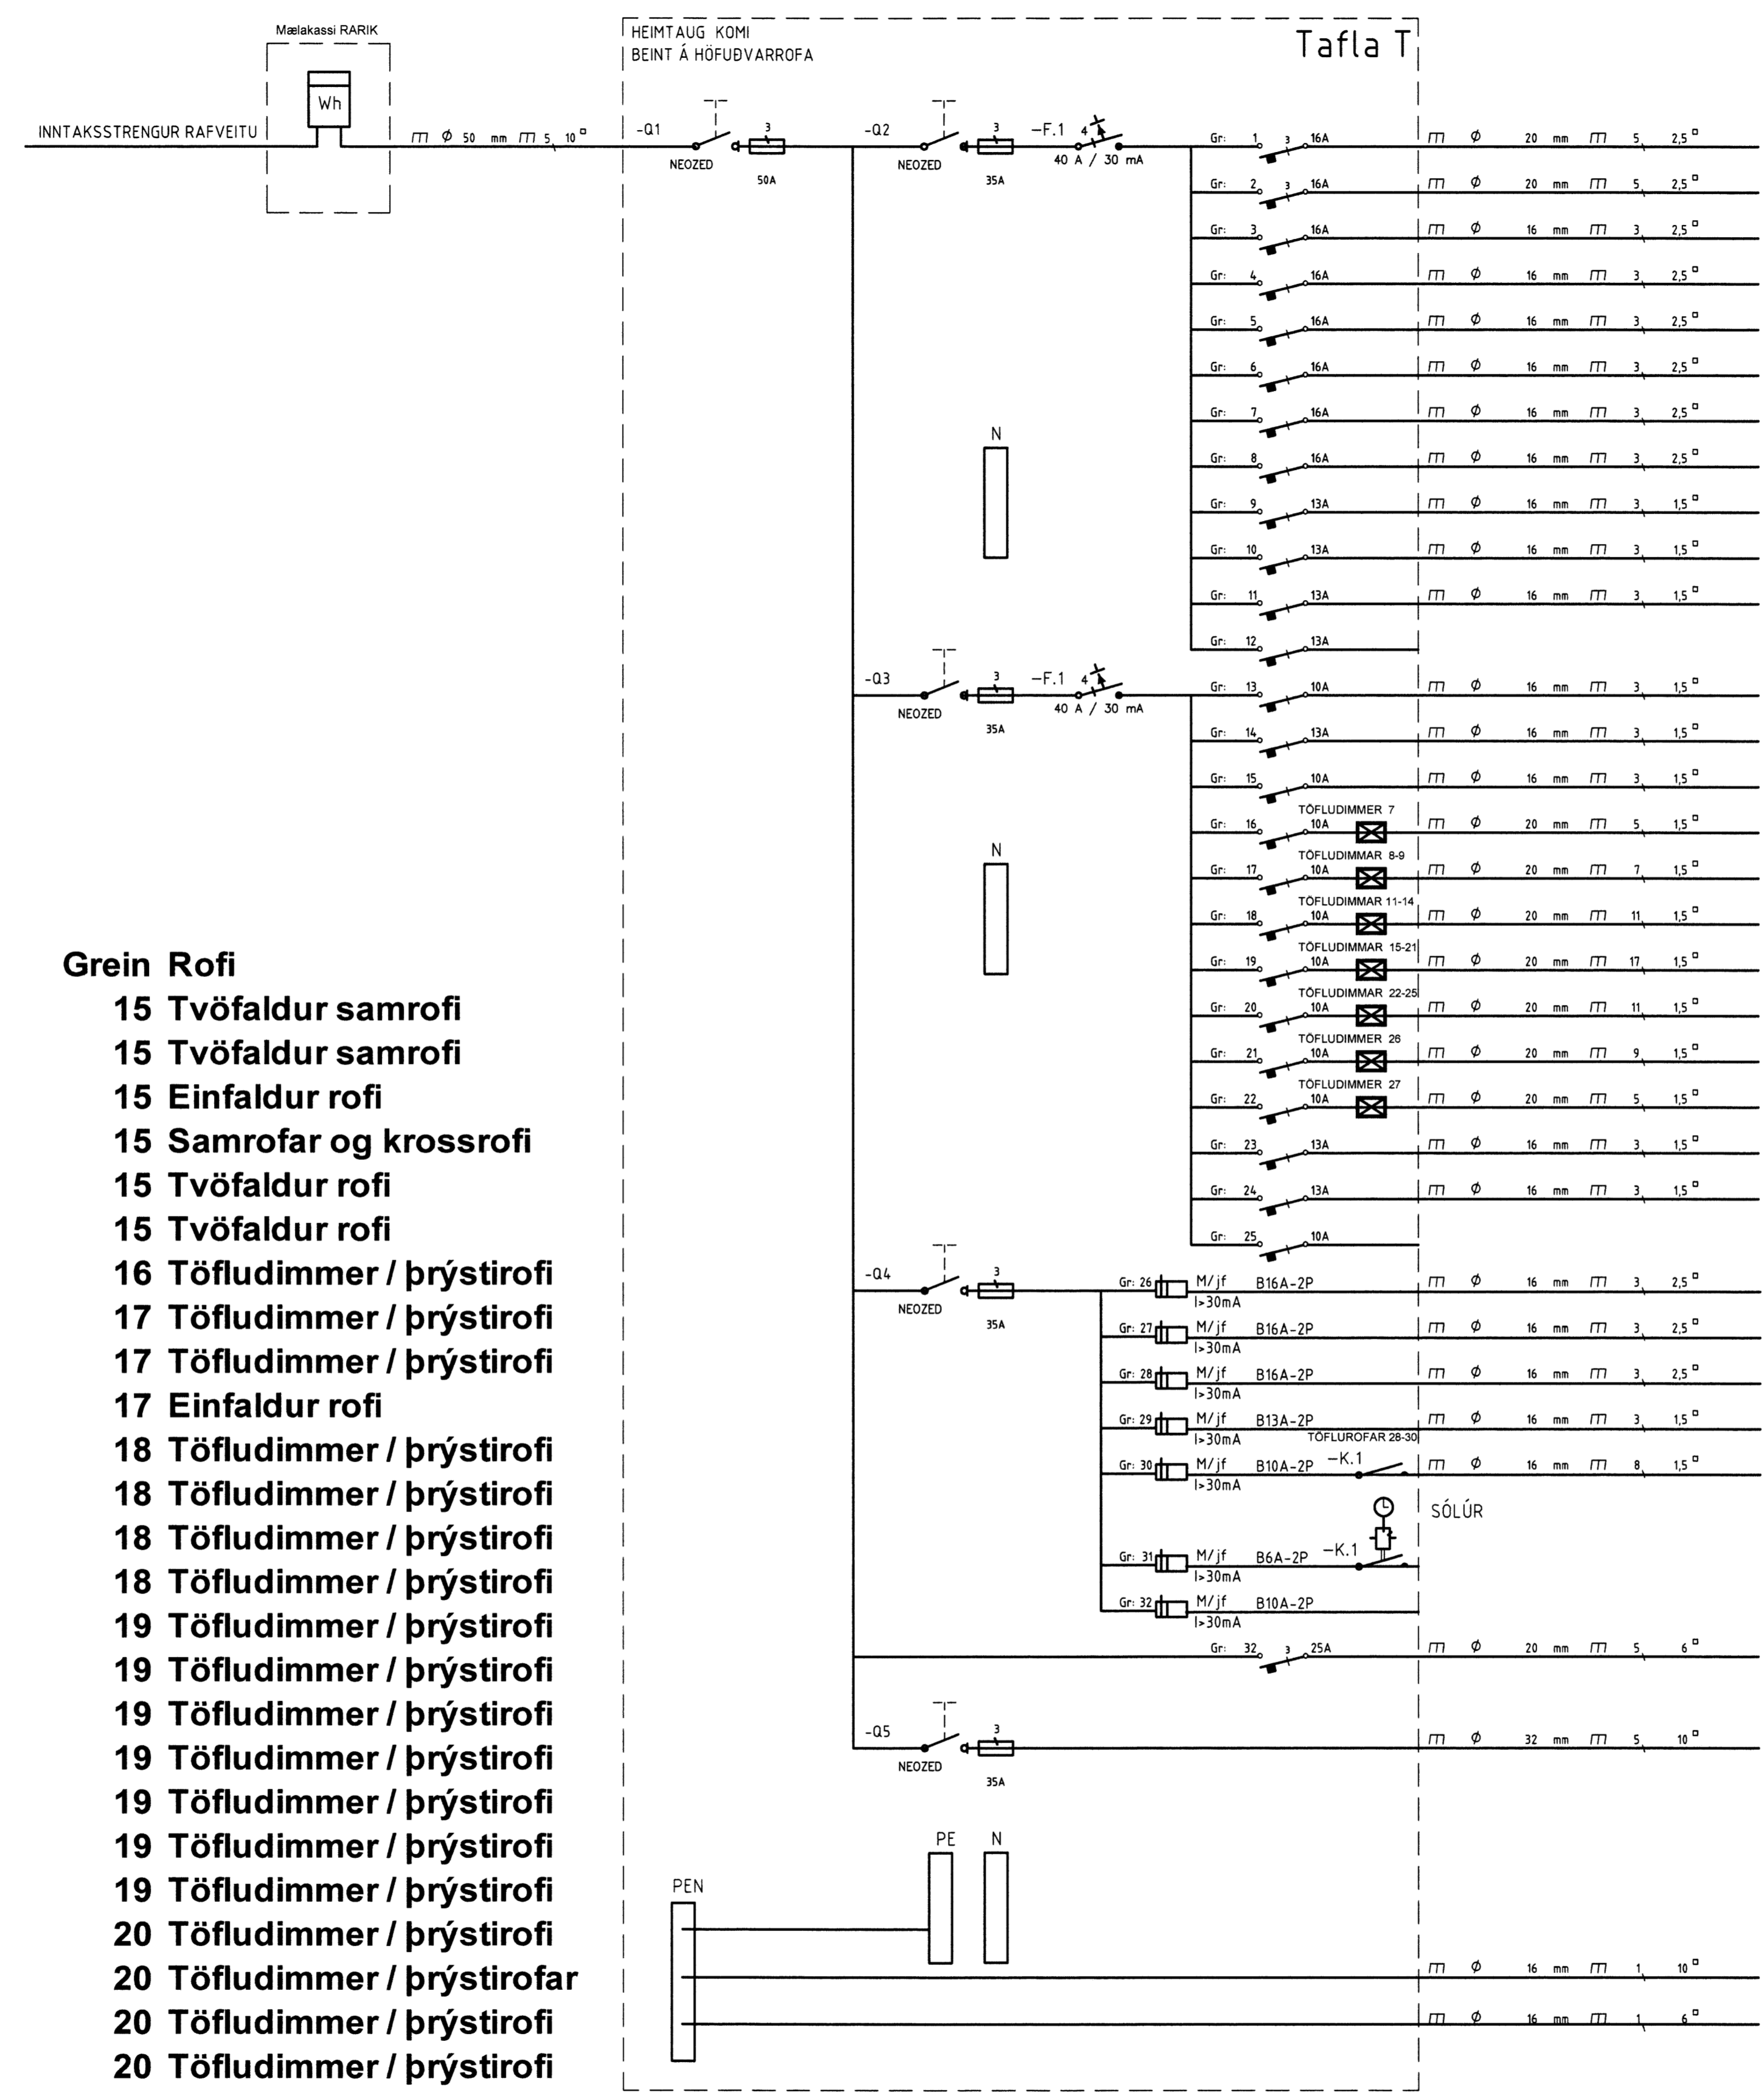 Mælakassi RARIK
HEIMTAUG KOMI
BEINT Á HÖFUÐVARROFA
Tafla T
Wh
INNTAKSSTRENGUR RAFVEITU
Ø 50 mm 5 10
-Q1
NEOZED
3
50A
-Q2
NEOZED
3
35A
-F.1
4
40 A / 30 mA
Gr: 1 3 16A Ø 20 mm 5 2,5
Gr: 2 3 16A Ø 20 mm 5 2,5
Gr: 3 16A Ø 16 mm 3 2,5
Gr: 4 16A Ø 16 mm 3 2,5
Gr: 5 16A Ø 16 mm 3 2,5
Gr: 6 16A Ø 16 mm 3 2,5
Gr: 7 16A Ø 16 mm 3 2,5
Gr: 8 16A Ø 16 mm 3 2,5
Gr: 9 13A Ø 16 mm 3 1,5
Gr: 10 13A Ø 16 mm 3 1,5
Gr: 11 13A Ø 16 mm 3 1,5
Gr: 12 13A
N
-Q3
NEOZED
3
35A
-F.1
4
40 A / 30 mA
Gr: 13 10A Ø 16 mm 3 1,5
Gr: 14 13A Ø 16 mm 3 1,5
Gr: 15 10A Ø 16 mm 3 1,5
TÖFLUDIMMER 7
Gr: 16 10A Ø 20 mm 5 1,5
TÖFLUDIMMAR 8-9
Gr: 17 10A Ø 20 mm 7 1,5
TÖFLUDIMMAR 11-14
Gr: 18 10A Ø 20 mm 11 1,5
TÖFLUDIMMAR 15-21
Gr: 19 10A Ø 20 mm 17 1,5
TÖFLUDIMMAR 22-25
Gr: 20 10A Ø 20 mm 11 1,5
TÖFLUDIMMER 26
Gr: 21 10A Ø 20 mm 9 1,5
TÖFLUDIMMER 27
Gr: 22 10A Ø 20 mm 5 1,5
Gr: 23 13A Ø 16 mm 3 1,5
Gr: 24 13A Ø 16 mm 3 1,5
Gr: 25 10A
N
-Q4
NEOZED
3
35A
Gr: 26 M/jf B16A-2P Ø 16 mm 3 2,5
I>30mA
Gr: 27 M/jf B16A-2P Ø 16 mm 3 2,5
I>30mA
Gr: 28 M/jf B16A-2P Ø 16 mm 3 2,5
I>30mA
Gr: 29 M/jf B13A-2P Ø 16 mm 3 1,5
I>30mA
TÖFLUROFAR 28-30
Gr: 30 M/jf B10A-2P -K.1 Ø 16 mm 8 1,5
I>30mA
SÓLÚR
Gr: 31 M/jf B6A-2P -K.1
I>30mA
Gr: 32 M/jf B10A-2P
I>30mA
Gr: 32 3 25A Ø 20 mm 5 6
-Q5
NEOZED
3
35A
Ø 32 mm 5 10
PE N
PEN
Ø 16 mm 1 10
Ø 16 mm 1 6
Grein Rofi
15 Tvöfaldur samrofi
15 Tvöfaldur samrofi
15 Einfaldur rofi
15 Samrofar og krossrofi
15 Tvöfaldur rofi
15 Tvöfaldur rofi
16 Töfludimmer / þrýstirofi
17 Töfludimmer / þrýstirofi
17 Töfludimmer / þrýstirofi
17 Einfaldur rofi
18 Töfludimmer / þrýstirofi
18 Töfludimmer / þrýstirofi
18 Töfludimmer / þrýstirofi
18 Töfludimmer / þrýstirofi
19 Töfludimmer / þrýstirofi
19 Töfludimmer / þrýstirofi
19 Töfludimmer / þrýstirofi
19 Töfludimmer / þrýstirofi
19 Töfludimmer / þrýstirofi
19 Töfludimmer / þrýstirofi
19 Töfludimmer / þrýstirofi
20 Töfludimmer / þrýstirofi
20 Töfludimmer / þrýstirofar
20 Töfludimmer / þrýstirofi
20 Töfludimmer / þrýstirofi